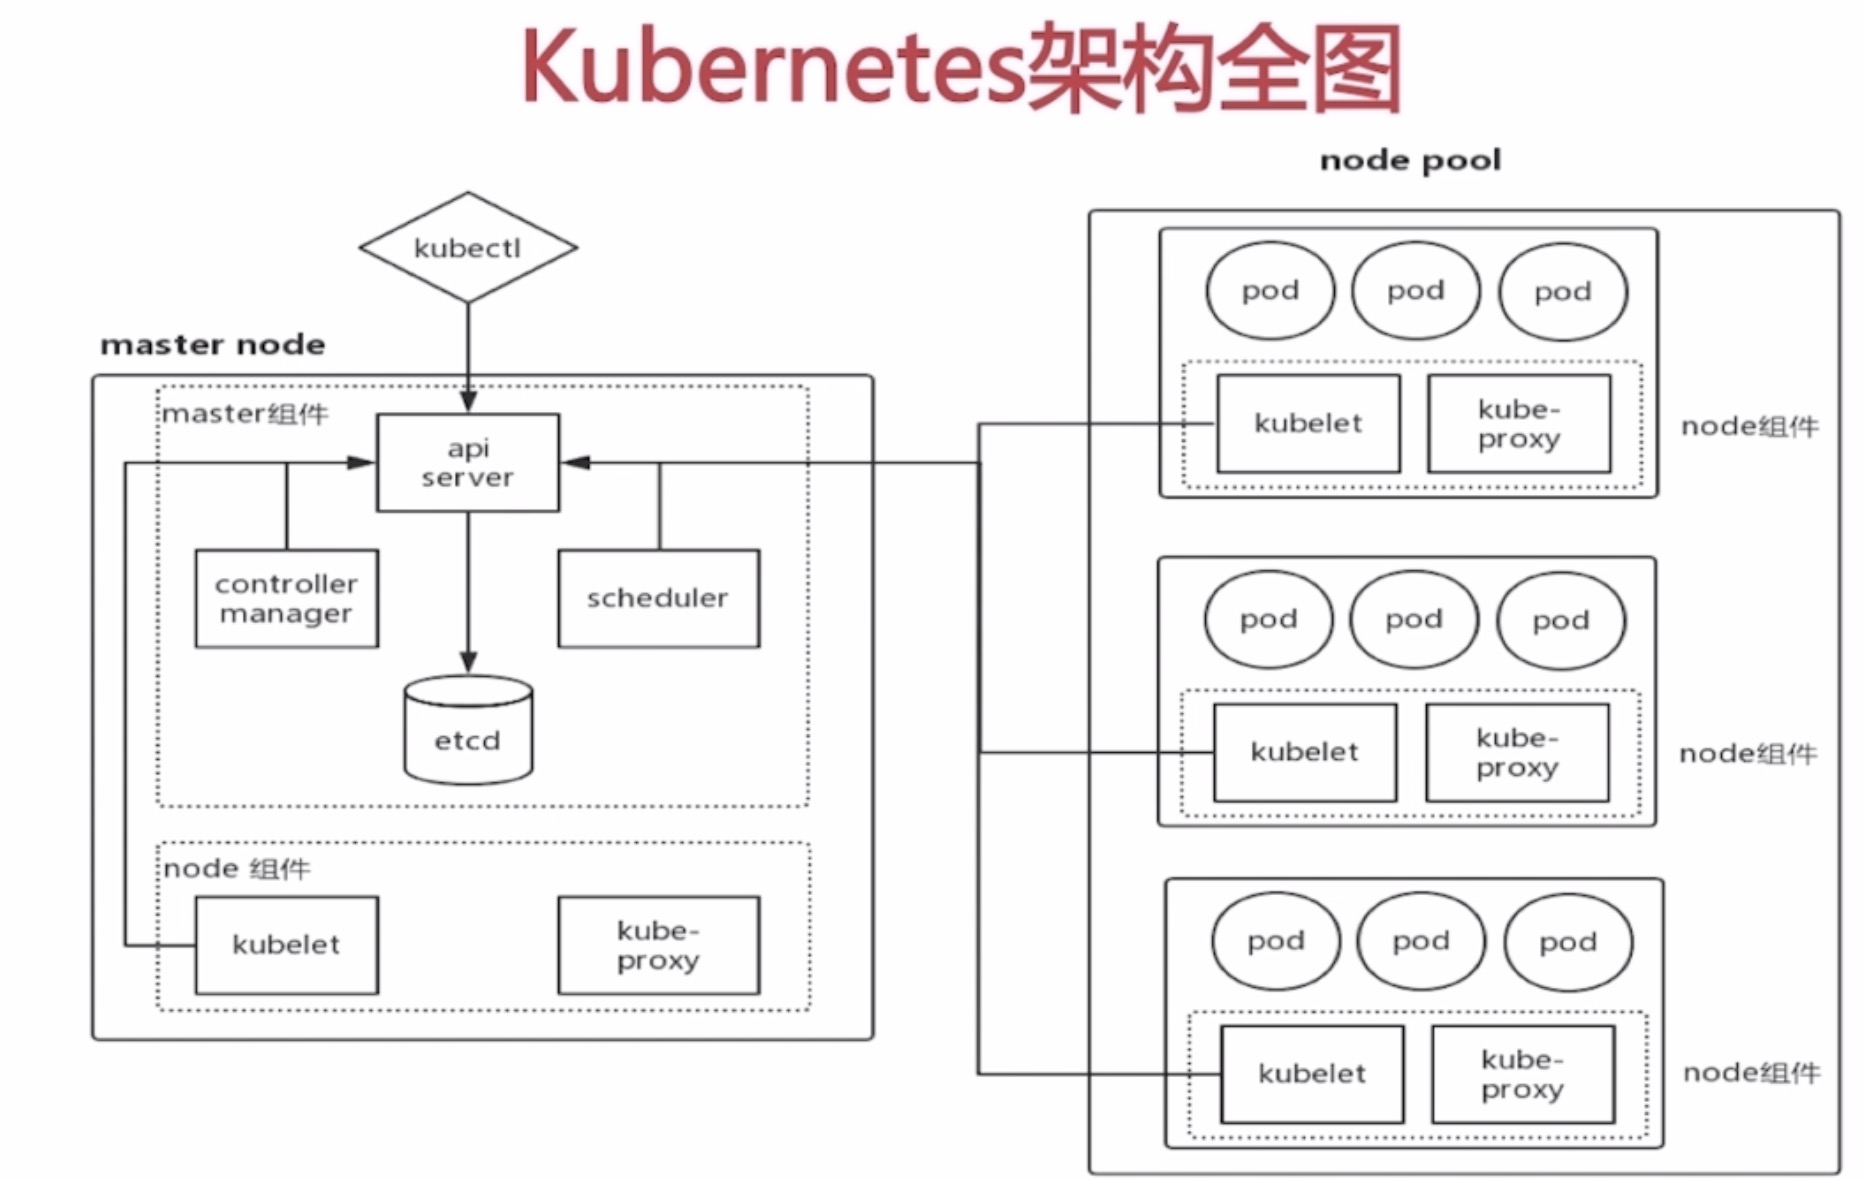 Kubernetes架构全图
node pool
kubectl
master node
master组件
api
server
controller
manager
scheduler
etcd
node 组件
kubelet
kube-
proxy
pod
pod
pod
kubelet
kube-
proxy
node组件
pod
pod
pod
kubelet
kube-
proxy
node组件
pod
pod
pod
kubelet
kube-
proxy
node组件